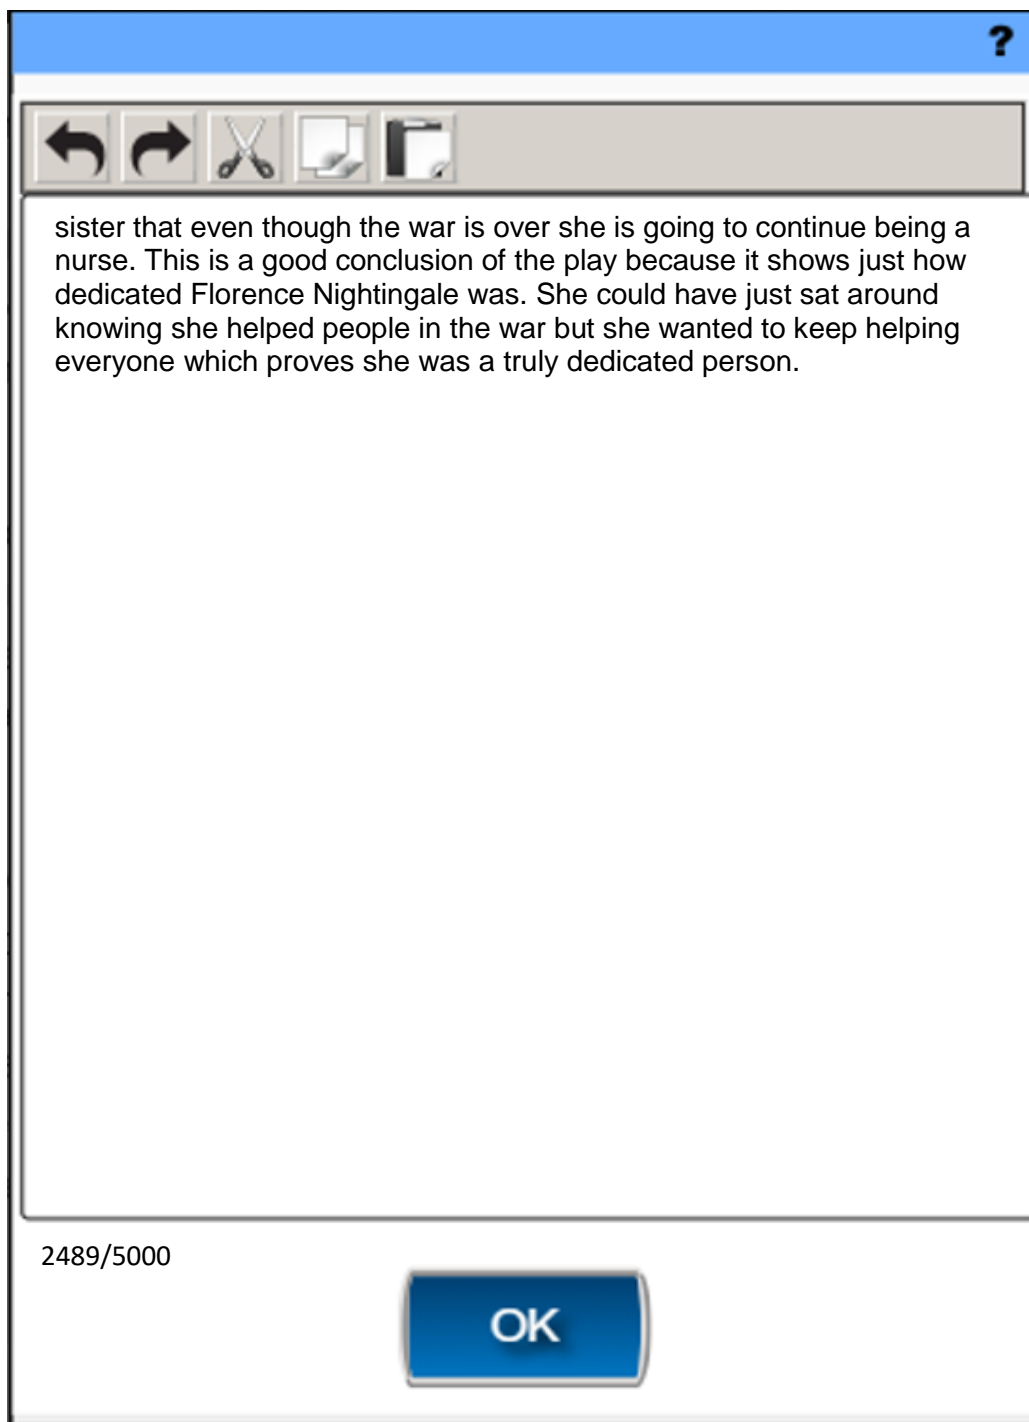 ?
sister that even though the war is over she is going to continue being a
nurse. This is a good conclusion of the play because it shows just how
dedicated Florence Nightingale was. She could have just sat around
knowing she helped people in the war but she wanted to keep helping
everyone which proves she was a truly dedicated person.
2489/5000
OK